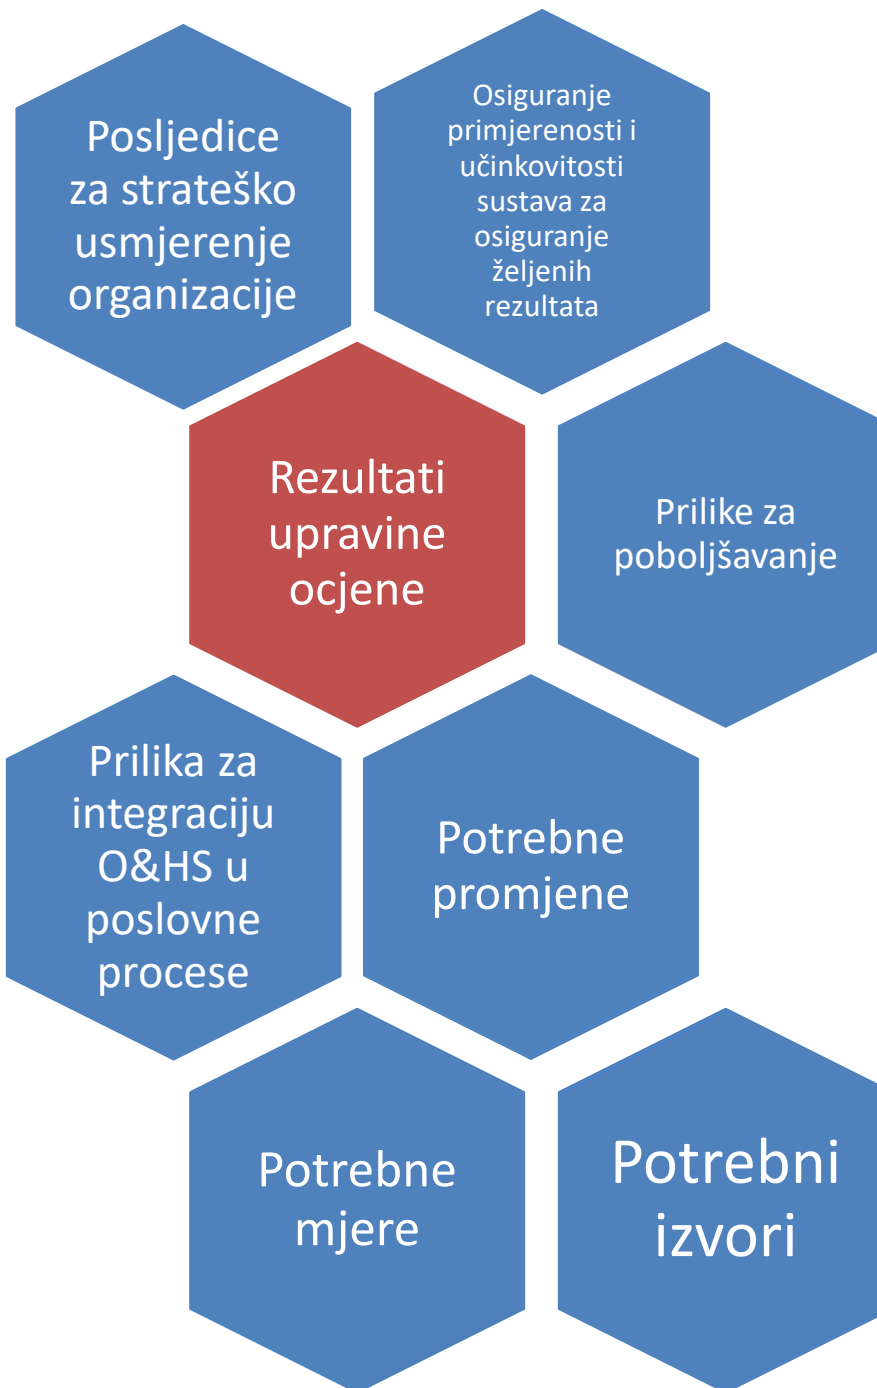 Posljedice
za strateško
usmjerenje
organizacije
Osiguranje
primjerenosti i
učinkovitosti
sustava za
osiguranje
željenih
rezultata
Rezultati
upravine
ocjene
Prilike za
poboljšavanje
Prilika za
integraciju
O&HS u
poslovne
procese
Potrebne
promjene
Potrebne
mjere
Potrebni
izvori